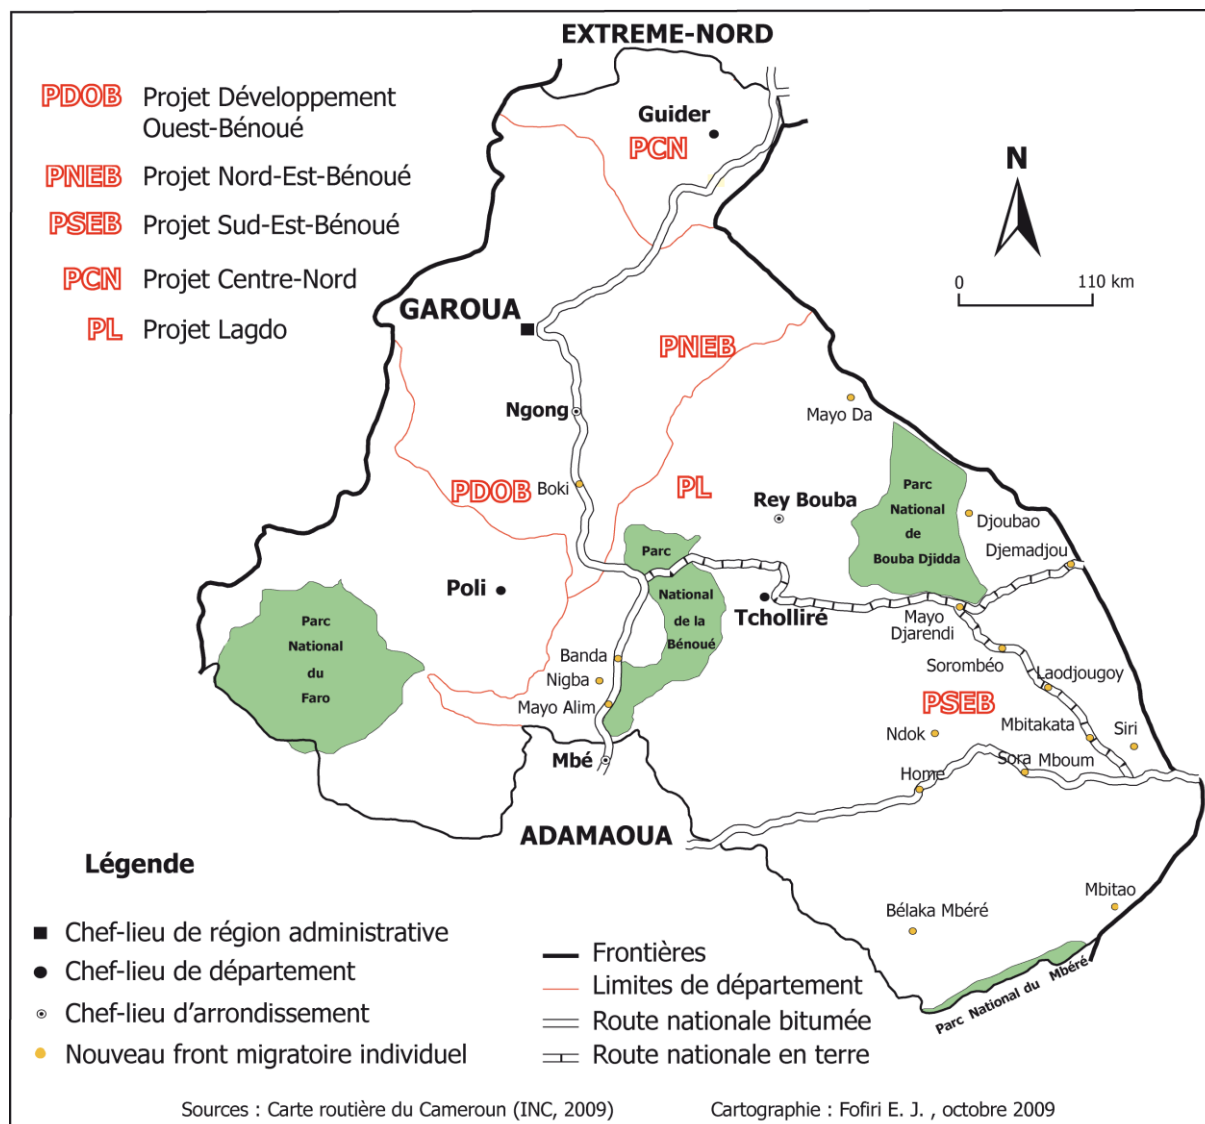 EXTREME-NORD
PDOB Projet Développement
Ouest-Bénoué
PNEB Projet Nord-Est-Bénoué
PSEB Projet Sud-Est-Bénoué
PCN Projet Centre-Nord
PL Projet Lagdo
Guider
PCN
N
0 110 km
GAROUA
PNEB
Ngong
Mayo Da
PDOB
Boki
PL
Rey Bouba
Parc
National
de
Bouba Djidda
Djoubao
Djemadjou
Parc
National
de la
Bénoué
Poli
Tcholliré
Parc
National
du
Faro
Mayo
Djarendi
Banda
Nigba
Mayo Alim
Sorombéo
Laodjougoy
PSEB
Ndok
Mbitakata
Siri
Mbé
Home
Sora Mboum
ADAMAOUA
Mbitao
Bélaka Mbéré
Parc National du Mbéré
Légende
Chef-lieu de région administrative
Chef-lieu de département
Chef-lieu d'arrondissement
Nouveau front migratoire individuel
Frontières
Limites de département
Route nationale bitumée
Route nationale en terre
Sources : Carte routière du Cameroun (INC, 2009)
Cartographie : Fofiri E. J. , octobre 2009